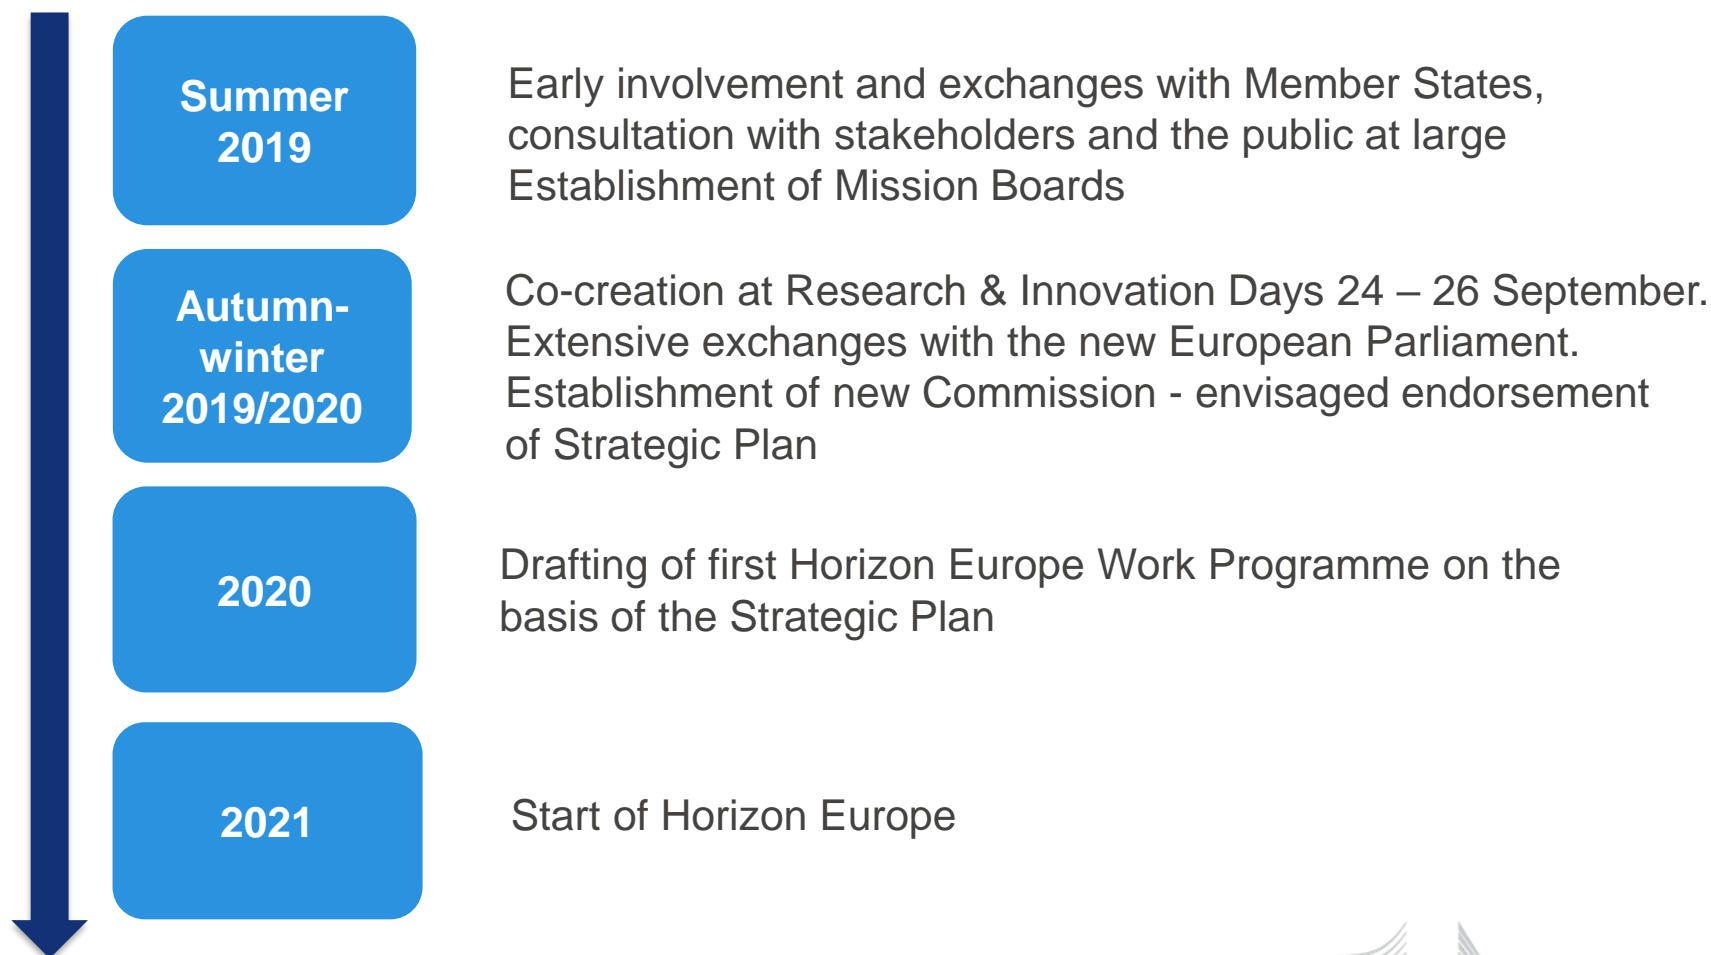 Summer
2019
Early involvement and exchanges with Member States,
consultation with stakeholders and the public at large
Establishment of Mission Boards
Autumn-
winter
2019/2020
Co-creation at Research & Innovation Days 24 – 26 September.
Extensive exchanges with the new European Parliament.
Establishment of new Commission - envisaged endorsement
of Strategic Plan
2020
Drafting of first Horizon Europe Work Programme on the
basis of the Strategic Plan
2021
Start of Horizon Europe